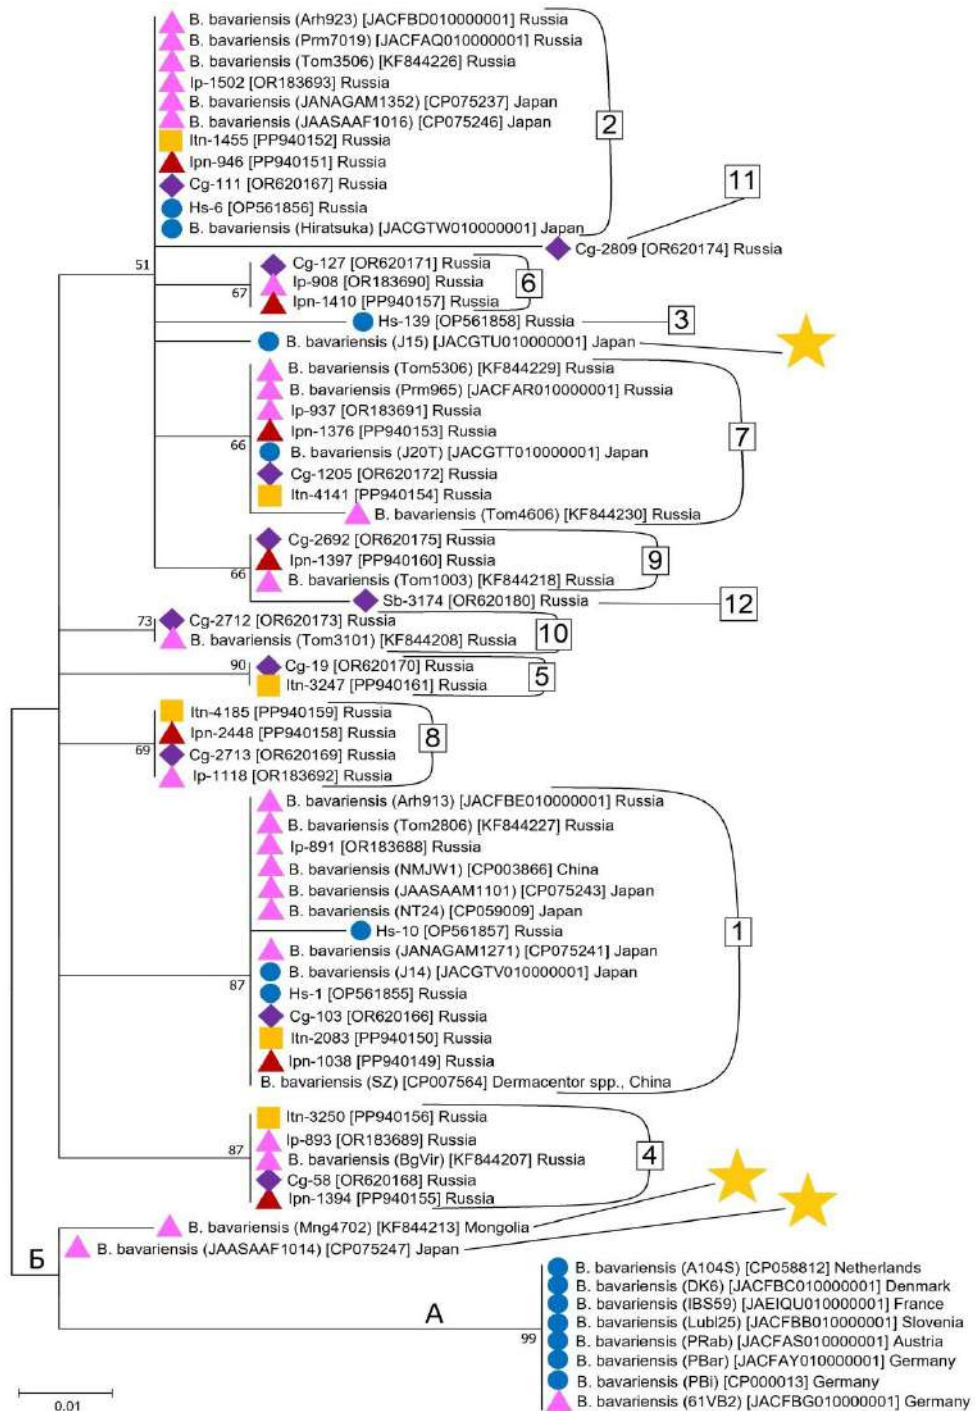 B. bavariensis (Arh923) [JACFBD010000001] Russia
B. bavariensis (Prm7019) [JACFAQ010000001] Russia
B. bavariensis (Tom3506) [KF844226] Russia
Ip-1502 [OR183693] Russia
B. bavariensis (JANAGAM1352) [CP075237] Japan
B. bavariensis (JAASAAF1016) [CP075246] Japan
2
Itn-1455 [PP940152] Russia
Ipn-946 [PP940151] Russia
Cg-111 [OR620167] Russia
11
Hs-6 [OP561856] Russia
B. bavariensis (Hiratsuka) [JACGTW010000001] Japan
Cg-2809 [OR620174] Russia
51
Cg-127 [OR620171] Russia
Ip-908 [OR183690] Russia
6
67
Ipn-1410 [PP940157] Russia
Hs-139 [OP561858] Russia
3
B. bavariensis (J15) [JACGTU010000001] Japan
B. bavariensis (Tom5306) [KF844229] Russia
B. bavariensis (Prm965) [JACFAR010000001] Russia
Ip-937 [OR183691] Russia
Ipn-1376 [PP940153] Russia
7
66
B. bavariensis (J20T) [JACGTT010000001] Japan
Cg-1205 [OR620172] Russia
Itn-4141 [PP940154] Russia
B. bavariensis (Tom4606) [KF844230] Russia
Cg-2692 [OR620175] Russia
Ipn-1397 [PP940160] Russia
9
66
B. bavariensis (Tom1003) [KF844218] Russia
Sb-3174 [OR620180] Russia
12
73
Cg-2712 [OR620173] Russia
B. bavariensis (Tom3101) [KF844208] Russia
10
90
Cg-19 [OR620170] Russia
5
Itn-3247 [PP940161] Russia
Itn-4185 [PP940159] Russia
Ipn-2448 [PP940158] Russia
8
69
Cg-2713 [OR620169] Russia
Ip-1118 [OR183692] Russia
B. bavariensis (Arh913) [JACFBE010000001] Russia
B. bavariensis (Tom2806) [KF844227] Russia
Ip-891 [OR183688] Russia
B. bavariensis (NMJW1) [CP003866] China
B. bavariensis (JAASAAM1101) [CP075243] Japan
B. bavariensis (NT24) [CP059009] Japan
Hs-10 [OP561857] Russia
1
B. bavariensis (JANAGAM1271) [CP075241] Japan
B. bavariensis (J14) [JACGTV010000001] Japan
87
Hs-1 [OP561855] Russia
Cg-103 [OR620166] Russia
Itn-2083 [PP940150] Russia
Ipn-1038 [PP940149] Russia
B. bavariensis (SZ) [CP007564] Dermacentor spp., China
Itn-3250 [PP940156] Russia
Ip-893 [OR183689] Russia
87
B. bavariensis (BgVir) [KF844207] Russia
4
Cg-58 [OR620168] Russia
Ipn-1394 [PP940155] Russia
B. bavariensis (Mng4702) [KF844213] Mongolia
B. bavariensis (JAASAAF1014) [CP075247] Japan
Б
B. bavariensis (A104S) [CP058812] Netherlands
B. bavariensis (DK6) [JACFBC010000001] Denmark
B. bavariensis (IBS59) [JAEIQU010000001] France
А
B. bavariensis (Lubl25) [JACFBB010000001] Slovenia
99
B. bavariensis (PRab) [JACFAS010000001] Austria
B. bavariensis (PBar) [JACFAY010000001] Germany
B. bavariensis (PBi) [CP000013] Germany
B. bavariensis (61VB2) [JACFBG010000001] Germany
0.01